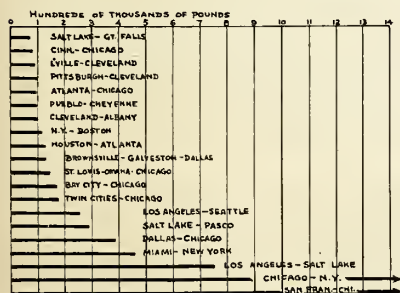 HUNDREDE OF THOUSANDS OF POUNDS
0 1 2 3 4 5 6 7 8 9 10 11 12 13 14
SALT LAKE - GT. FALLS
CINN. - CHICAGO
L'VILLE - CLEVELAND
PITTSBURGH - CLEVELAND
ATLANTA - CHICAGO
PUEBLO - CHEYENNE
CLEVELAND - ALBANY
N.Y. - BOSTON
HOUSTON - ATLANTA
BROWNSVILLE - GALVESTON - DALLAS
ST. LOUIS - OMAHA - CHICAGO
BAY CITY - CHICAGO
TWIN CITIES - CHICAGO
LOS ANGELES - SEATTLE
SALT LAKE - PASCO
DALLAS - CHICAGO
MIAMI - NEW YORK
LOS ANGELES - SALT LAKE
CHICAGO - N.Y.
SAN FRAN. - CHI.